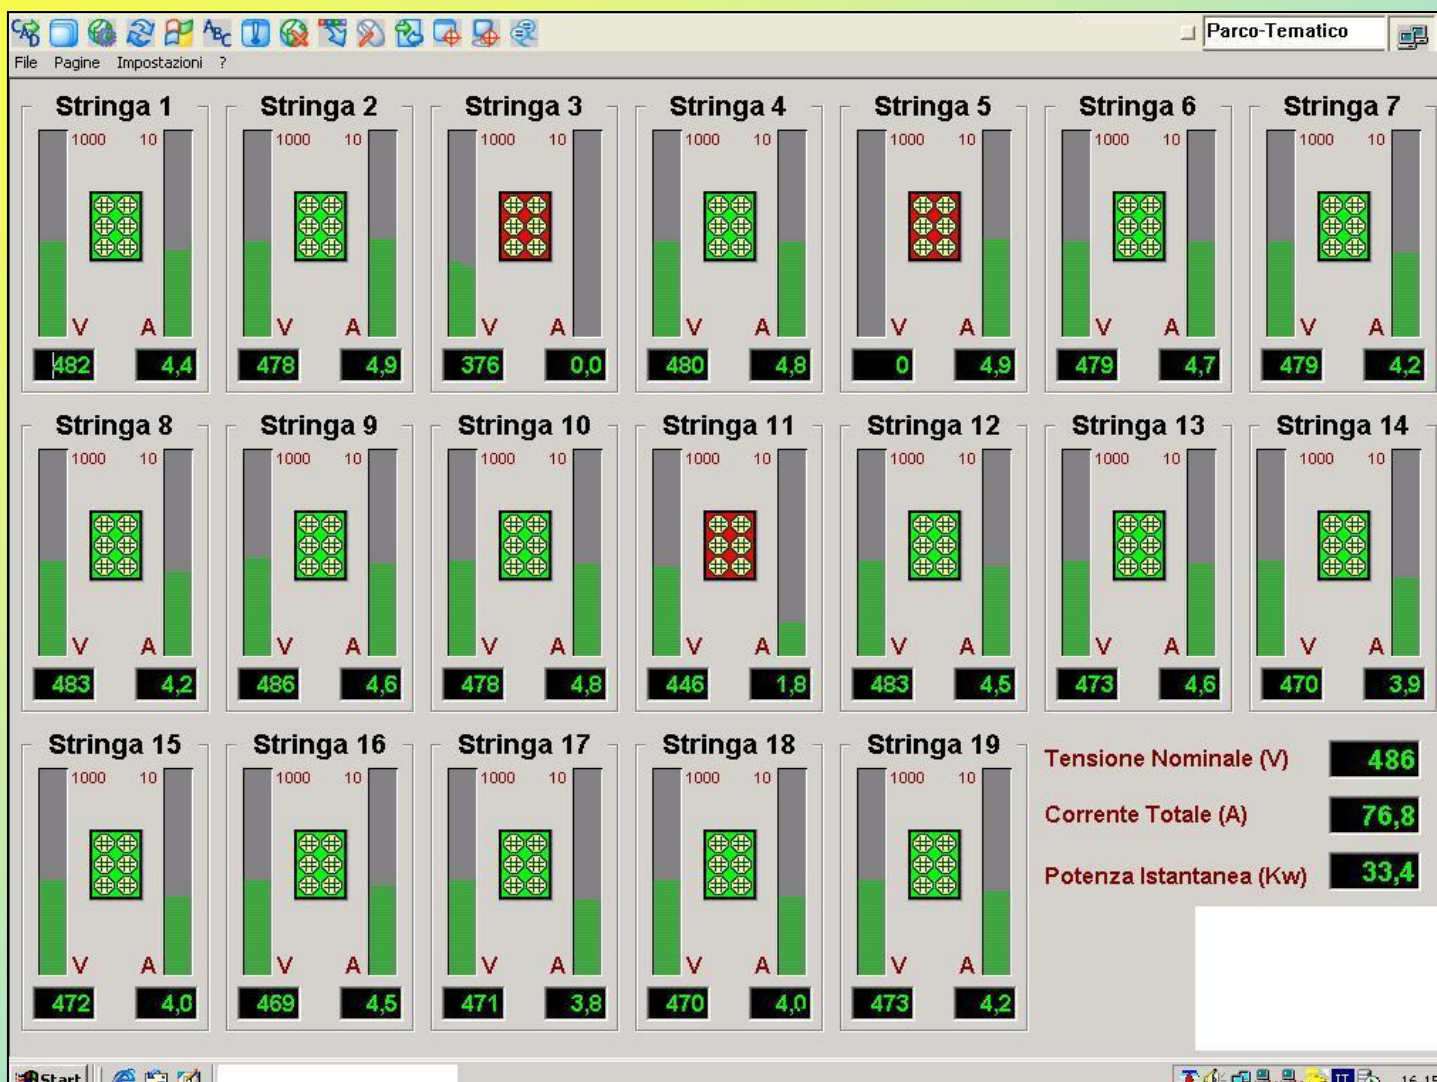 CAD
ABC
Parco-Tematico
File Pagine Impostazioni ?
Stringa 1 Stringa 2 Stringa 3 Stringa 4 Stringa 5 Stringa 6 Stringa 7
1000 10 1000 10 1000 10 1000 10 1000 10 1000 10 1000 10
V A V A V A V A V A V A V A
482 4,4 478 4,9 376 0,0 480 4,8 0 4,9 479 4,7 479 4,2
Stringa 8 Stringa 9 Stringa 10 Stringa 11 Stringa 12 Stringa 13 Stringa 14
1000 10 1000 10 1000 10 1000 10 1000 10 1000 10 1000 10
V A V A V A V A V A V A V A
483 4,2 486 4,6 478 4,8 446 1,8 483 4,5 473 4,6 470 3,9
Stringa 15 Stringa 16 Stringa 17 Stringa 18 Stringa 19
1000 10 1000 10 1000 10 1000 10 1000 10
V A V A V A V A V A
472 4,0 469 4,5 471 3,8 470 4,0 473 4,2
Tensione Nominale (V) 486
Corrente Totale (A) 76,8
Potenza Istantanea (Kw) 33,4
Start IT 16.15